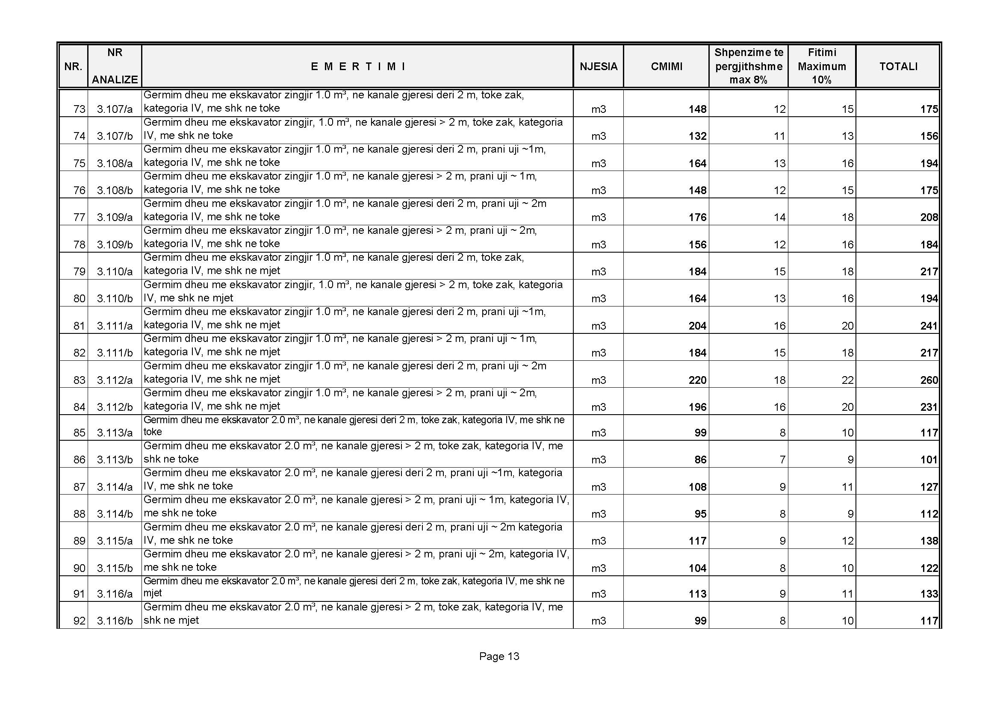 NR.
NR
ANALIZE
E M E R T I M I
NJESIA
CMIMI
Shpenzime te
pergjithshme
max 8%
Fitimi
Maximum
10%
TOTALI
Germim dheu me ekskavator zingjir 1.0 m³, ne kanale gjeresi deri 2 m, toke zak,
73 3.107/a kategoria IV, me shk ne toke m3 148 12 15 175
Germim dheu me ekskavator zingjir, 1.0 m³, ne kanale gjeresi > 2 m, toke zak, kategoria
74 3.107/b IV, me shk ne toke m3 132 11 13 156
Germim dheu me ekskavator zingjir 1.0 m³, ne kanale gjeresi deri 2 m, prani uji ~1m,
75 3.108/a kategoria IV, me shk ne toke m3 164 13 16 194
Germim dheu me ekskavator zingjir 1.0 m³, ne kanale gjeresi > 2 m, prani uji ~ 1m,
76 3.108/b kategoria IV, me shk ne toke m3 148 12 15 175
Germim dheu me ekskavator zingjir 1.0 m³, ne kanale gjeresi deri 2 m, prani uji ~ 2m
77 3.109/a kategoria IV, me shk ne toke m3 176 14 18 208
Germim dheu me ekskavator zingjir 1.0 m³, ne kanale gjeresi > 2 m, prani uji ~ 2m,
78 3.109/b kategoria IV, me shk ne toke m3 156 12 16 184
Germim dheu me ekskavator zingjir 1.0 m³, ne kanale gjeresi deri 2 m, toke zak,
79 3.110/a kategoria IV, me shk ne mjet m3 184 15 18 217
Germim dheu me ekskavator zingjir, 1.0 m³, ne kanale gjeresi > 2 m, toke zak, kategoria
80 3.110/b IV, me shk ne mjet m3 164 13 16 194
Germim dheu me ekskavator zingjir 1.0 m³, ne kanale gjeresi deri 2 m, prani uji ~1m,
81 3.111/a kategoria IV, me shk ne mjet m3 204 16 20 241
Germim dheu me ekskavator zingjir 1.0 m³, ne kanale gjeresi > 2 m, prani uji ~ 1m,
82 3.111/b kategoria IV, me shk ne mjet m3 184 15 18 217
Germim dheu me ekskavator zingjir 1.0 m³, ne kanale gjeresi deri 2 m, prani uji ~ 2m
83 3.112/a kategoria IV, me shk ne mjet m3 220 18 22 260
Germim dheu me ekskavator zingjir 1.0 m³, ne kanale gjeresi > 2 m, prani uji ~ 2m,
84 3.112/b kategoria IV, me shk ne mjet m3 196 16 20 231
Germim dheu me ekskavator 2.0 m³, ne kanale gjeresi deri 2 m, toke zak, kategoria IV, me shk ne
85 3.113/a toke m3 99 8 10 117
Germim dheu me ekskavator 2.0 m³, ne kanale gjeresi > 2 m, toke zak, kategoria IV, me
86 3.113/b shk ne toke m3 86 7 9 101
Germim dheu me ekskavator 2.0 m³, ne kanale gjeresi deri 2 m, prani uji ~1m, kategoria
87 3.114/a IV, me shk ne toke m3 108 9 11 127
Germim dheu me ekskavator 2.0 m³, ne kanale gjeresi > 2 m, prani uji ~ 1m, kategoria IV,
88 3.114/b me shk ne toke m3 95 8 9 112
Germim dheu me ekskavator 2.0 m³, ne kanale gjeresi deri 2 m, prani uji ~ 2m kategoria
89 3.115/a IV, me shk ne toke m3 117 9 12 138
Germim dheu me ekskavator 2.0 m³, ne kanale gjeresi > 2 m, prani uji ~ 2m, kategoria IV,
90 3.115/b me shk ne toke m3 104 8 10 122
Germim dheu me ekskavator 2.0 m³, ne kanale gjeresi deri 2 m, toke zak, kategoria IV, me shk ne
91 3.116/a mjet m3 113 9 11 133
Germim dheu me ekskavator 2.0 m³, ne kanale gjeresi > 2 m, toke zak, kategoria IV, me
92 3.116/b shk ne mjet m3 99 8 10 117
Page 13